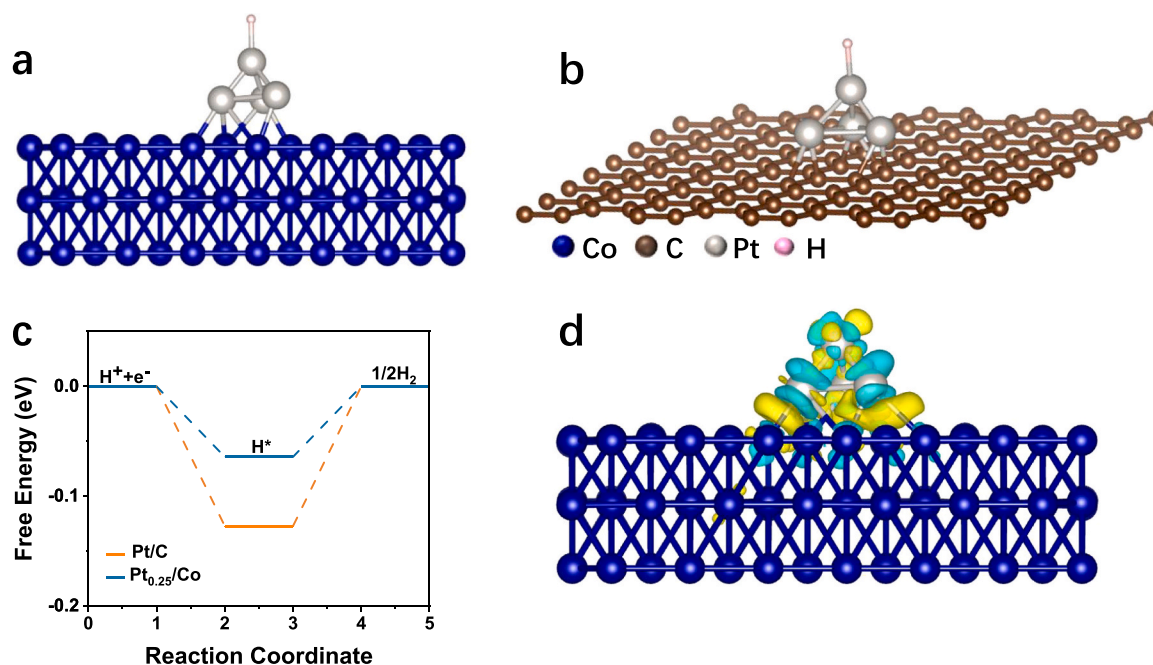 a
b
Co C Pt H
c
Free Energy (eV)
0.0
-0.1
-0.2
H⁺+e⁻
H*
1/2H₂
Pt/C
Pt₀.₂₅/Co
0 1 2 3 4 5
Reaction Coordinate
d